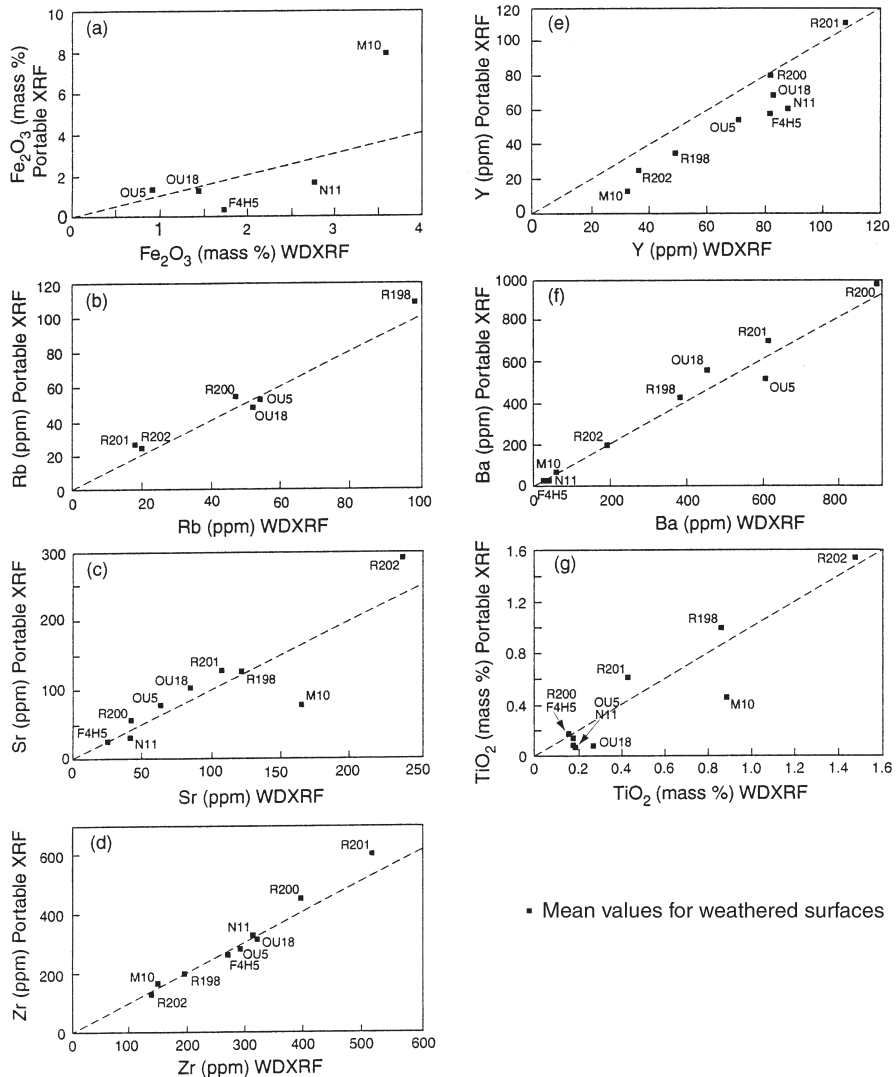 (a)
Fe2O3 (mass %)
Portable XRF
10
8
6
4
2
0
M10
OU5
OU18
F4H5
N11
0 1 2 3 4
Fe2O3 (mass %) WDXRF
(b)
Rb (ppm) Portable XRF
120
100
80
60
40
20
0
R198
R200
OU5
OU18
R201
R202
0 20 40 60 80 100
Rb (ppm) WDXRF
(c)
Sr (ppm) Portable XRF
300
200
100
0
R202
R201
OU18
R198
OU5
M10
R200
F4H5
N11
0 50 100 150 200 250
Sr (ppm) WDXRF
(d)
Zr (ppm) Portable XRF
600
400
200
0
R201
R200
N11
OU18
OU5
F4H5
M10
R198
R202
0 100 200 300 400 500 600
Zr (ppm) WDXRF
(e)
Y (ppm) Portable XRF
120
100
80
60
40
20
0
R201
R200
OU18
N11
F4H5
OU5
R198
R202
M10
0 20 40 60 80 100 120
Y (ppm) WDXRF
(f)
Ba (ppm) Portable XRF
1000
800
600
400
200
0
R200
R201
OU18
OU5
R198
R202
M10
N11
F4H5
0 200 400 600 800
Ba (ppm) WDXRF
(g)
TiO2 (mass %) Portable XRF
1.6
1.2
0.8
0.4
0
R202
R198
R201
R200
F4H5
OU5
N11
M10
OU18
0 0.2 0.4 0.6 0.8 1.0 1.2 1.4 1.6
TiO2 (mass %) WDXRF
Mean values for weathered surfaces